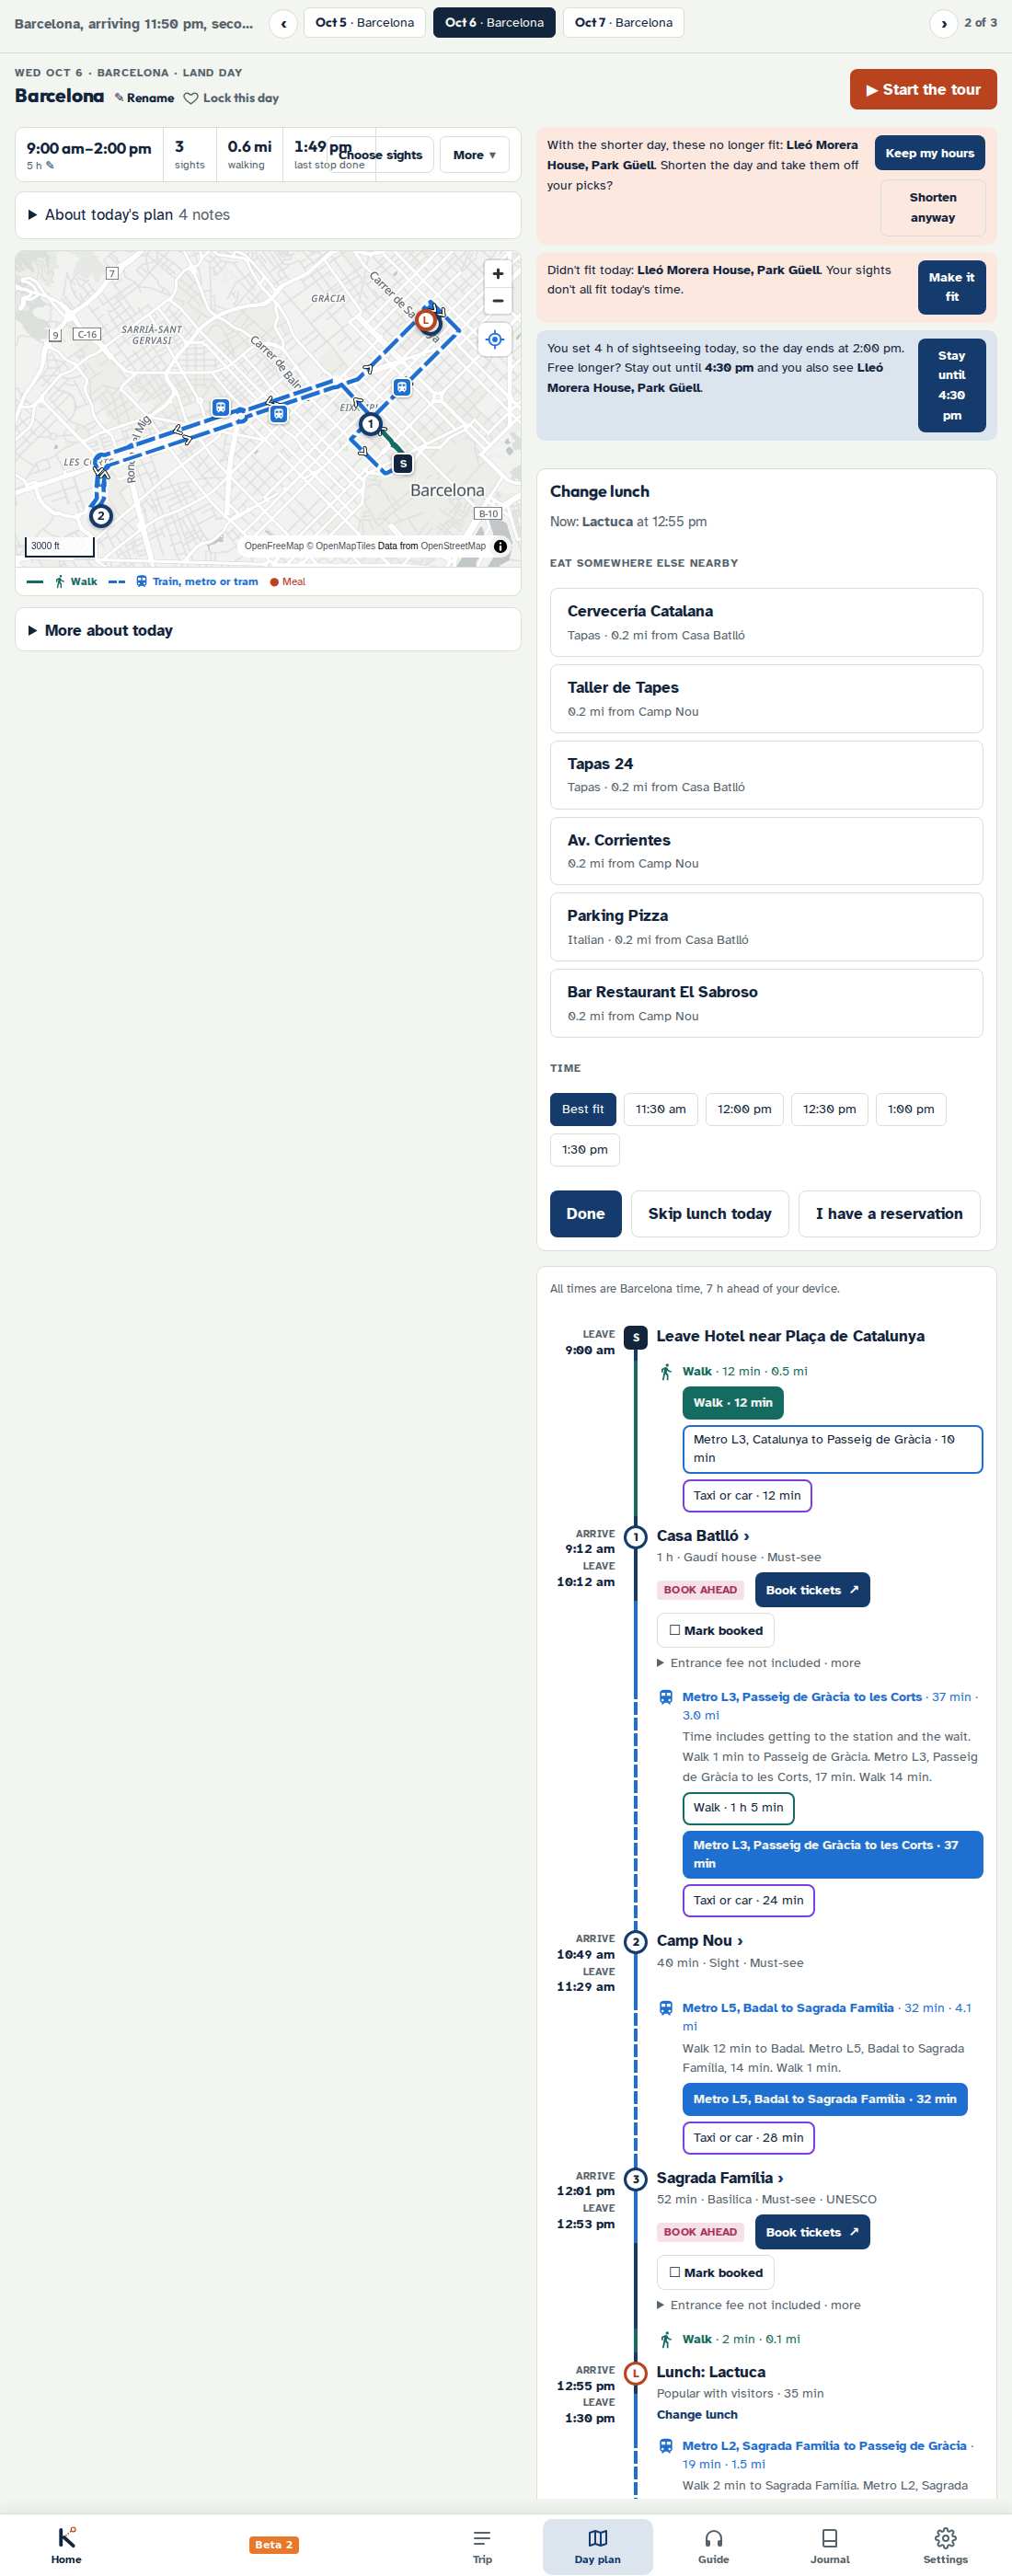 Barcelona, arriving 11:50 pm, seco...
‹
Oct 5 · Barcelona
Oct 6 · Barcelona
Oct 7 · Barcelona
›
2 of 3
WED OCT 6 · BARCELONA · LAND DAY
Barcelona
✎ Rename
Lock this day
▶ Start the tour
9:00 am–2:00 pm
5 h ✎
3
sights
0.6 mi
walking
1:49 pm
last stop done
Choose sights
More ▼
▶ About today's plan 4 notes
7
GRÀCIA
Carrer de Sa
9
C-16
SARRIÀ-SANT
GERVASI
Carrer de Bal
LES C
Barcelona
B-10
L
1
S
2
+
−
3000 ft
OpenFreeMap © OpenMapTiles Data from OpenStreetMap
Walk
Train, metro or tram
Meal
▶ More about today
With the shorter day, these no longer fit: Lleó Morera
House, Park Güell. Shorten the day and take them off
your picks?
Keep my hours
Shorten
anyway
Didn't fit today: Lleó Morera House, Park Güell. Your sights
don't all fit today's time.
Make it
fit
You set 4 h of sightseeing today, so the day ends at 2:00 pm.
Free longer? Stay out until 4:30 pm and you also see Lleó
Morera House, Park Güell.
Stay
until
4:30
pm
Change lunch
Now: Lactuca at 12:55 pm
EAT SOMEWHERE ELSE NEARBY
Cervecería Catalana
Tapas · 0.2 mi from Casa Batlló
Taller de Tapes
0.2 mi from Camp Nou
Tapas 24
Tapas · 0.2 mi from Casa Batlló
Av. Corrientes
0.2 mi from Camp Nou
Parking Pizza
Italian · 0.2 mi from Casa Batlló
Bar Restaurant El Sabroso
0.2 mi from Camp Nou
TIME
Best fit
11:30 am
12:00 pm
12:30 pm
1:00 pm
1:30 pm
Done
Skip lunch today
I have a reservation
All times are Barcelona time, 7 h ahead of your device.
LEAVE
9:00 am
S
Leave Hotel near Plaça de Catalunya
Walk · 12 min · 0.5 mi
Walk · 12 min
Metro L3, Catalunya to Passeig de Gràcia · 10
min
Taxi or car · 12 min
ARRIVE
9:12 am
LEAVE
10:12 am
1
Casa Batlló ›
1 h · Gaudí house · Must-see
BOOK AHEAD
Book tickets ↗
☐ Mark booked
▶ Entrance fee not included · more
Metro L3, Passeig de Gràcia to les Corts · 37 min ·
3.0 mi
Time includes getting to the station and the wait.
Walk 1 min to Passeig de Gràcia. Metro L3, Passeig
de Gràcia to les Corts, 17 min. Walk 14 min.
Walk · 1 h 5 min
Metro L3, Passeig de Gràcia to les Corts · 37
min
Taxi or car · 24 min
ARRIVE
10:49 am
LEAVE
11:29 am
2
Camp Nou ›
40 min · Sight · Must-see
Metro L5, Badal to Sagrada Família · 32 min · 4.1
mi
Walk 12 min to Badal. Metro L5, Badal to Sagrada
Família, 14 min. Walk 1 min.
Metro L5, Badal to Sagrada Família · 32 min
Taxi or car · 28 min
ARRIVE
12:01 pm
LEAVE
12:53 pm
3
Sagrada Família ›
52 min · Basilica · Must-see · UNESCO
BOOK AHEAD
Book tickets ↗
☐ Mark booked
▶ Entrance fee not included · more
Walk · 2 min · 0.1 mi
ARRIVE
12:55 pm
LEAVE
1:30 pm
L
Lunch: Lactuca
Popular with visitors · 35 min
Change lunch
Metro L2, Sagrada Família to Passeig de Gràcia ·
19 min · 1.5 mi
Walk 2 min to Sagrada Família. Metro L2, Sagrada
Home
Beta 2
Trip
Day plan
Guide
Journal
Settings